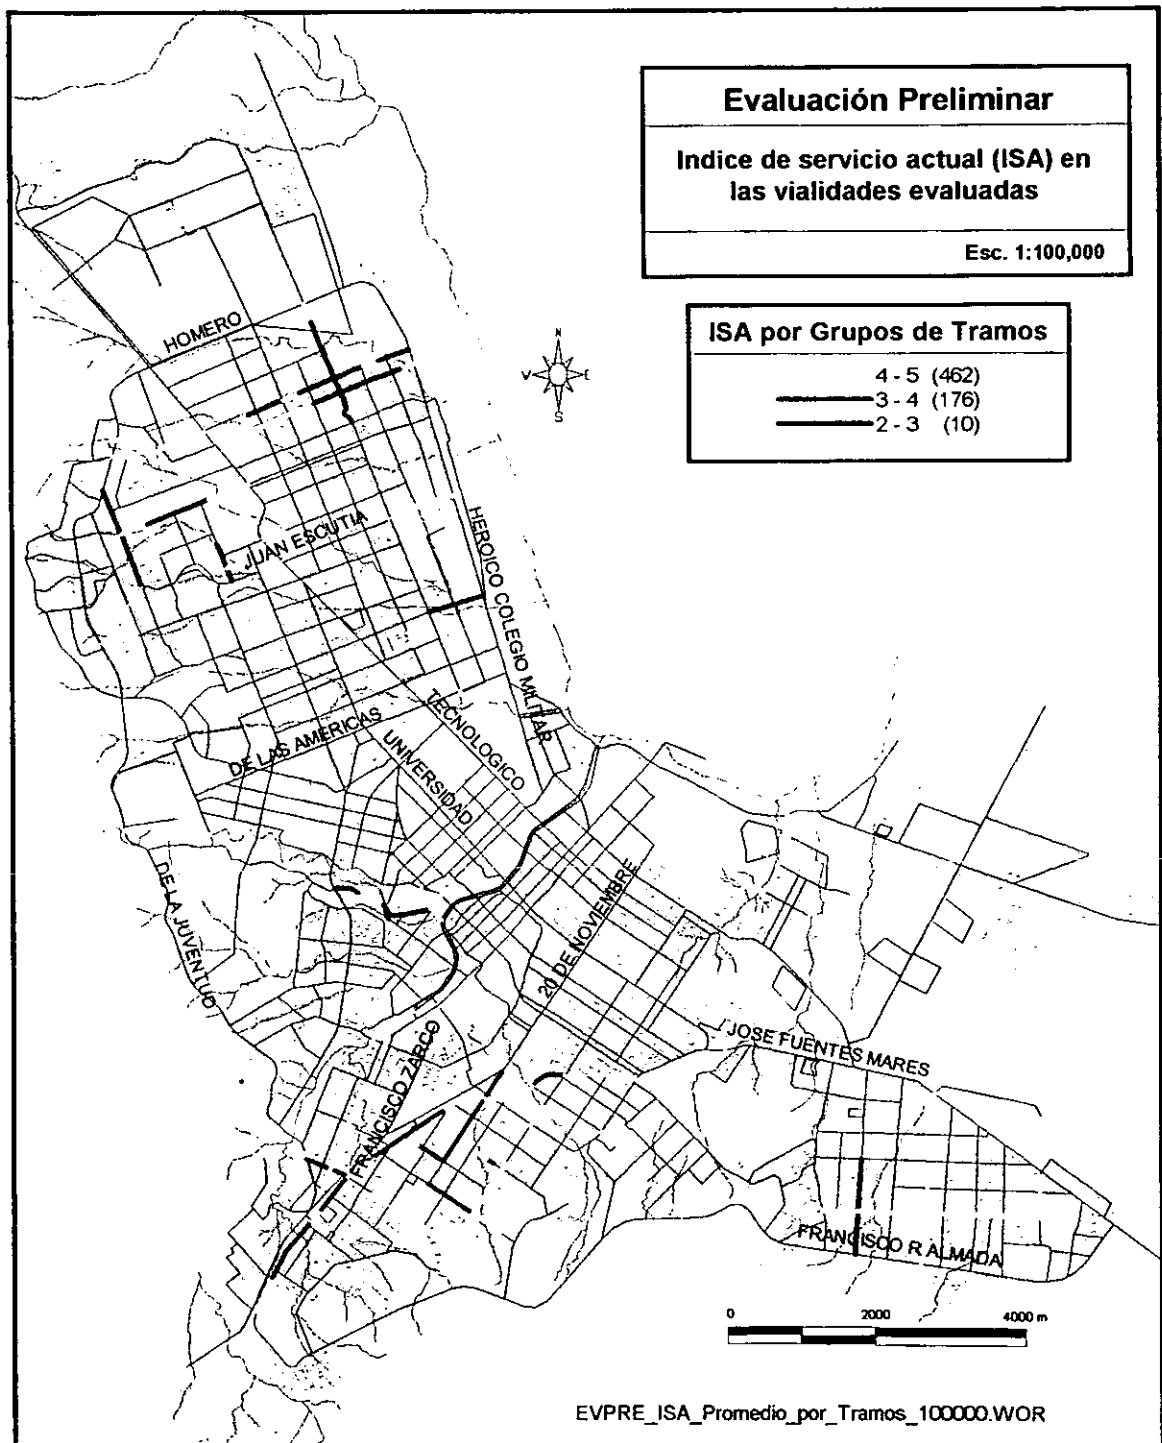 Evaluación Preliminar
Indice de servicio actual (ISA) en
las vialidades evaluadas
Esc. 1:100,000
ISA por Grupos de Tramos
4 - 5 (462)
3 - 4 (176)
2 - 3 (10)
N
V E
S
HOMERO
JUAN ESCUTIA
HEROICO COLEGIO MILITAR
DE LAS AMERICAS
TECNOLOGICO
UNIVERSIDAD
DE LA JUVENTUD
20 DE NOVIEMBRE
FRANCISCO ZARCO
JOSE FUENTES MARES
FRANCISCO R ALMADA
0 2000 4000 m
EVPRE_ISA_Promedio_por_Tramos_100000.WOR